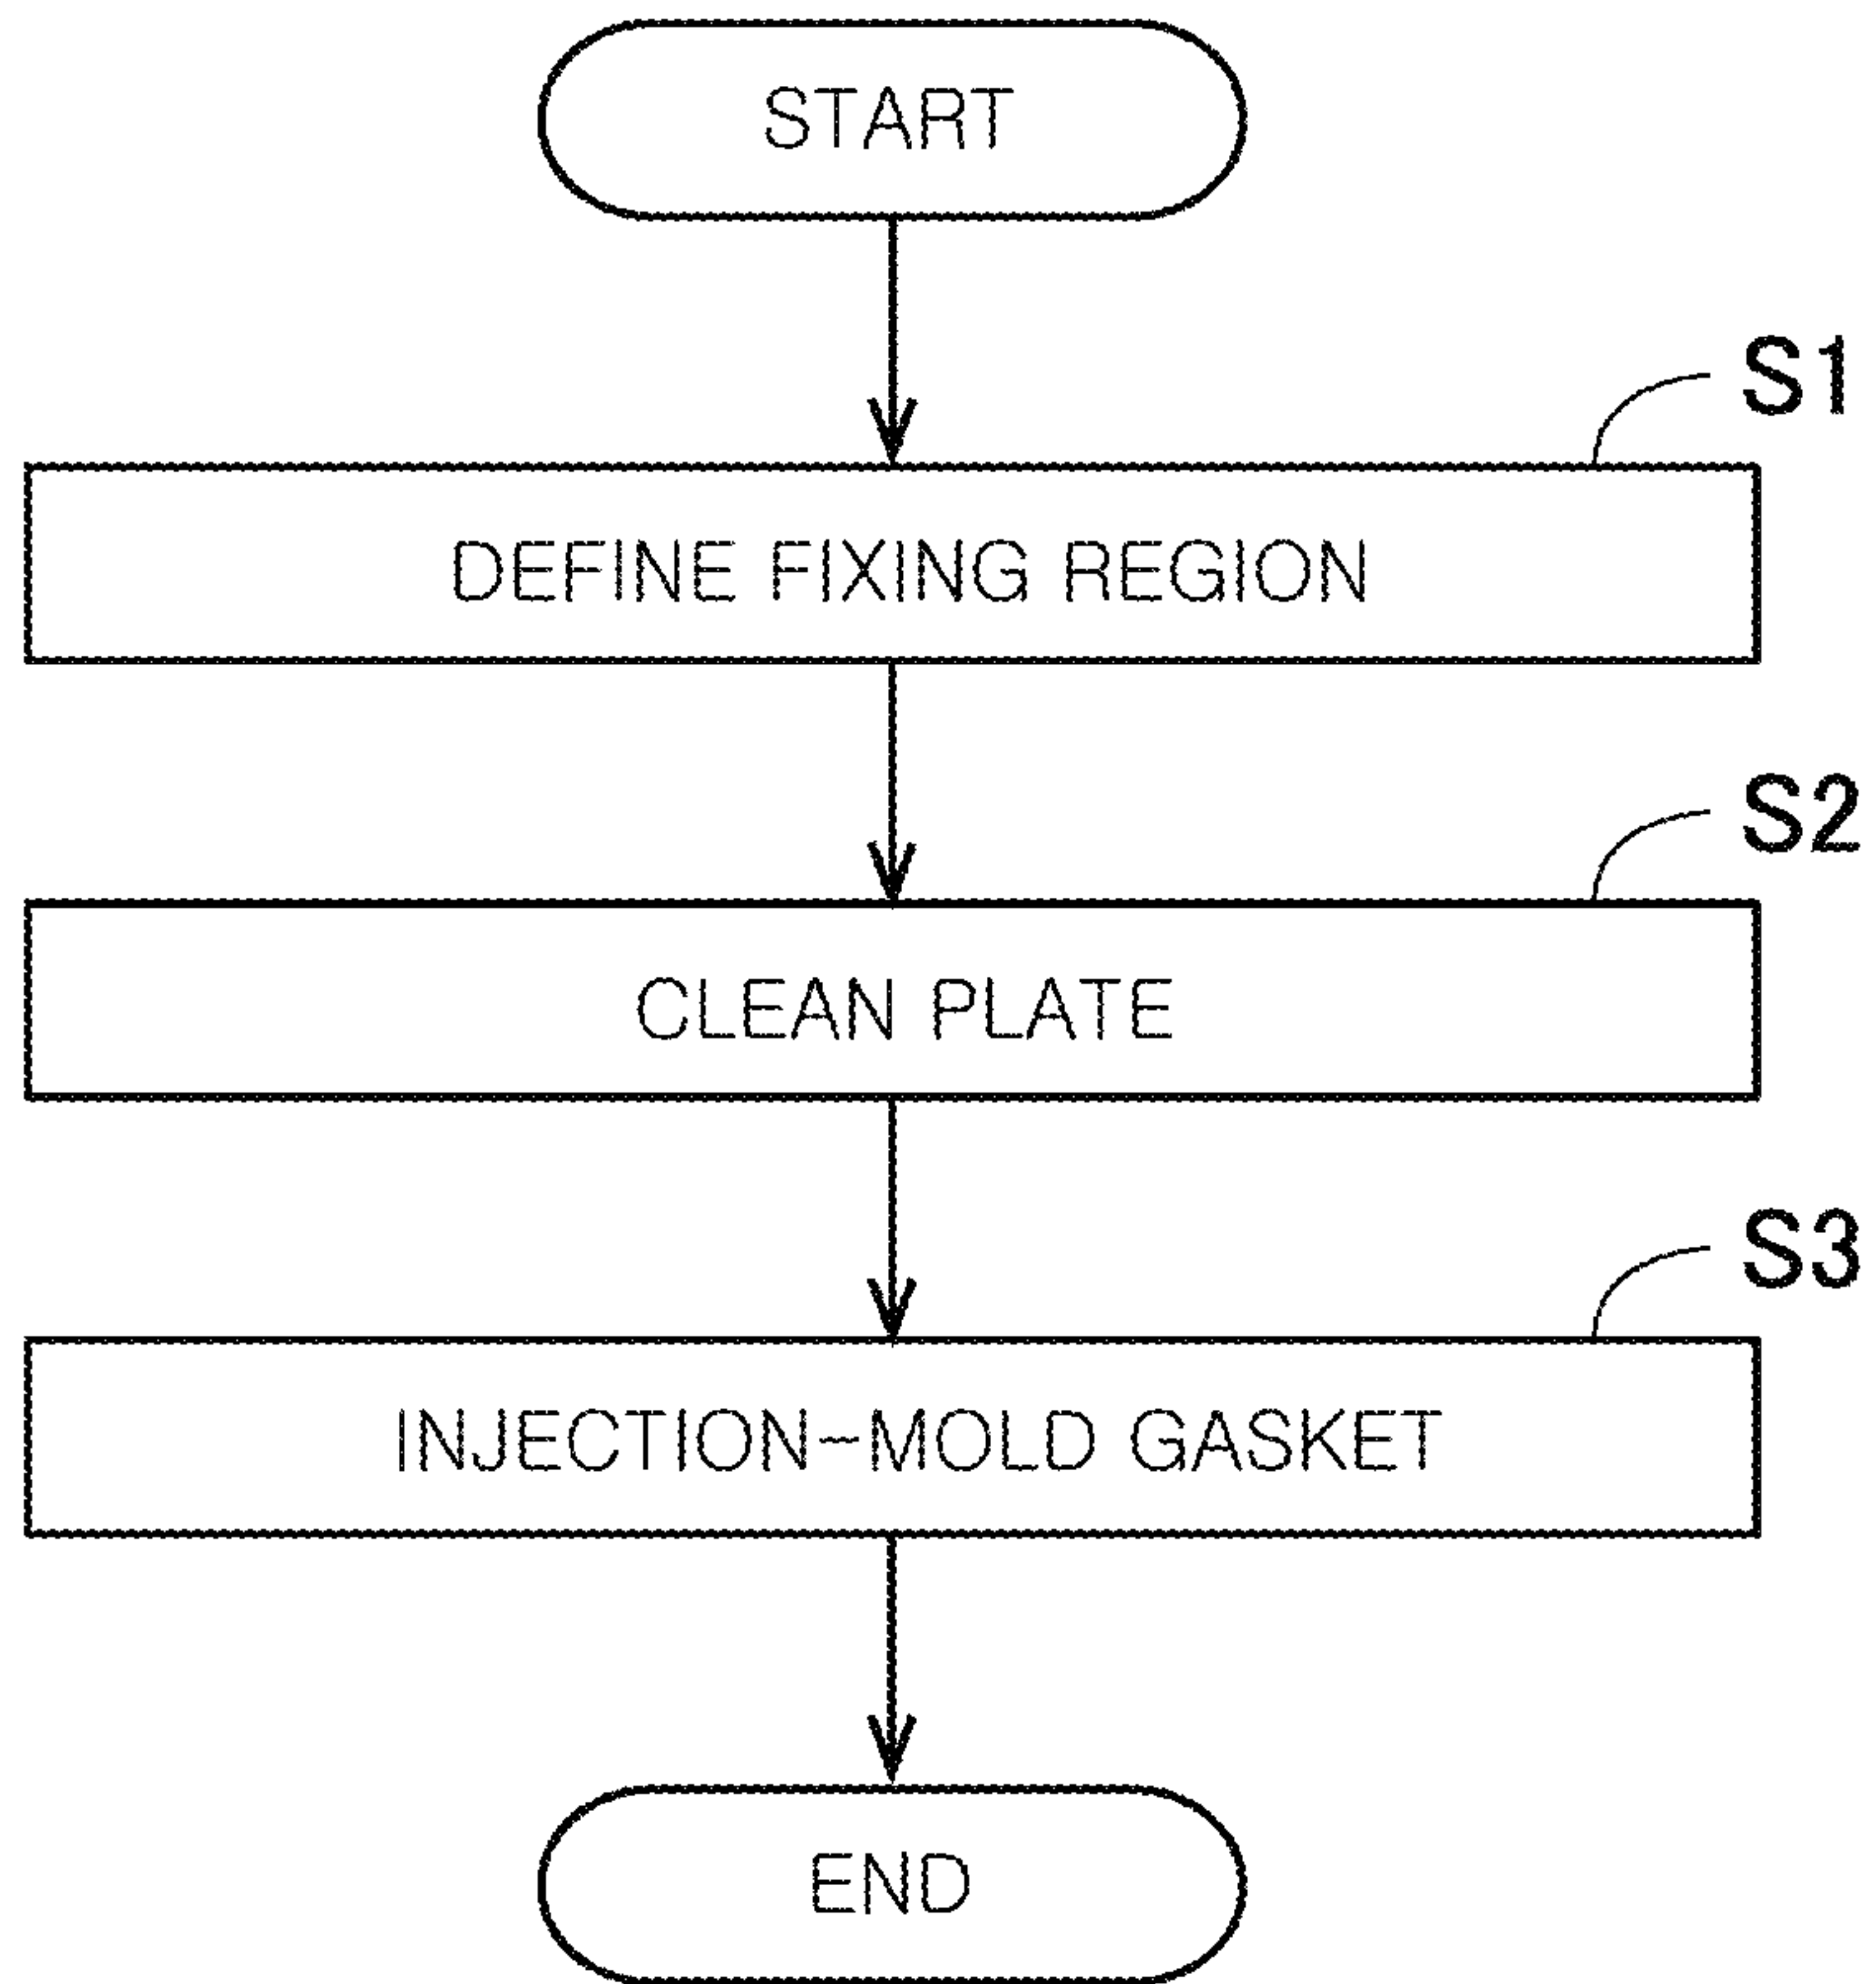 START
S1
DEFINE FIXING REGION
S2
CLEAN PLATE
S3
INJECTION-MOLD GASKET
END